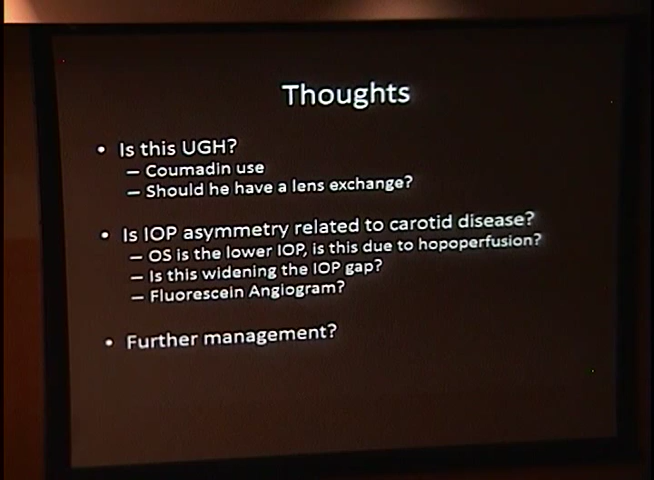 Thoughts
• Is this UGH?
– Coumadin use
– Should he have a lens exchange?
• Is IOP asymmetry related to carotid disease?
– OS is the lower IOP, is this due to hopoperfusion?
– Is this widening the IOP gap?
– Fluorescein Angiogram?
• Further management?